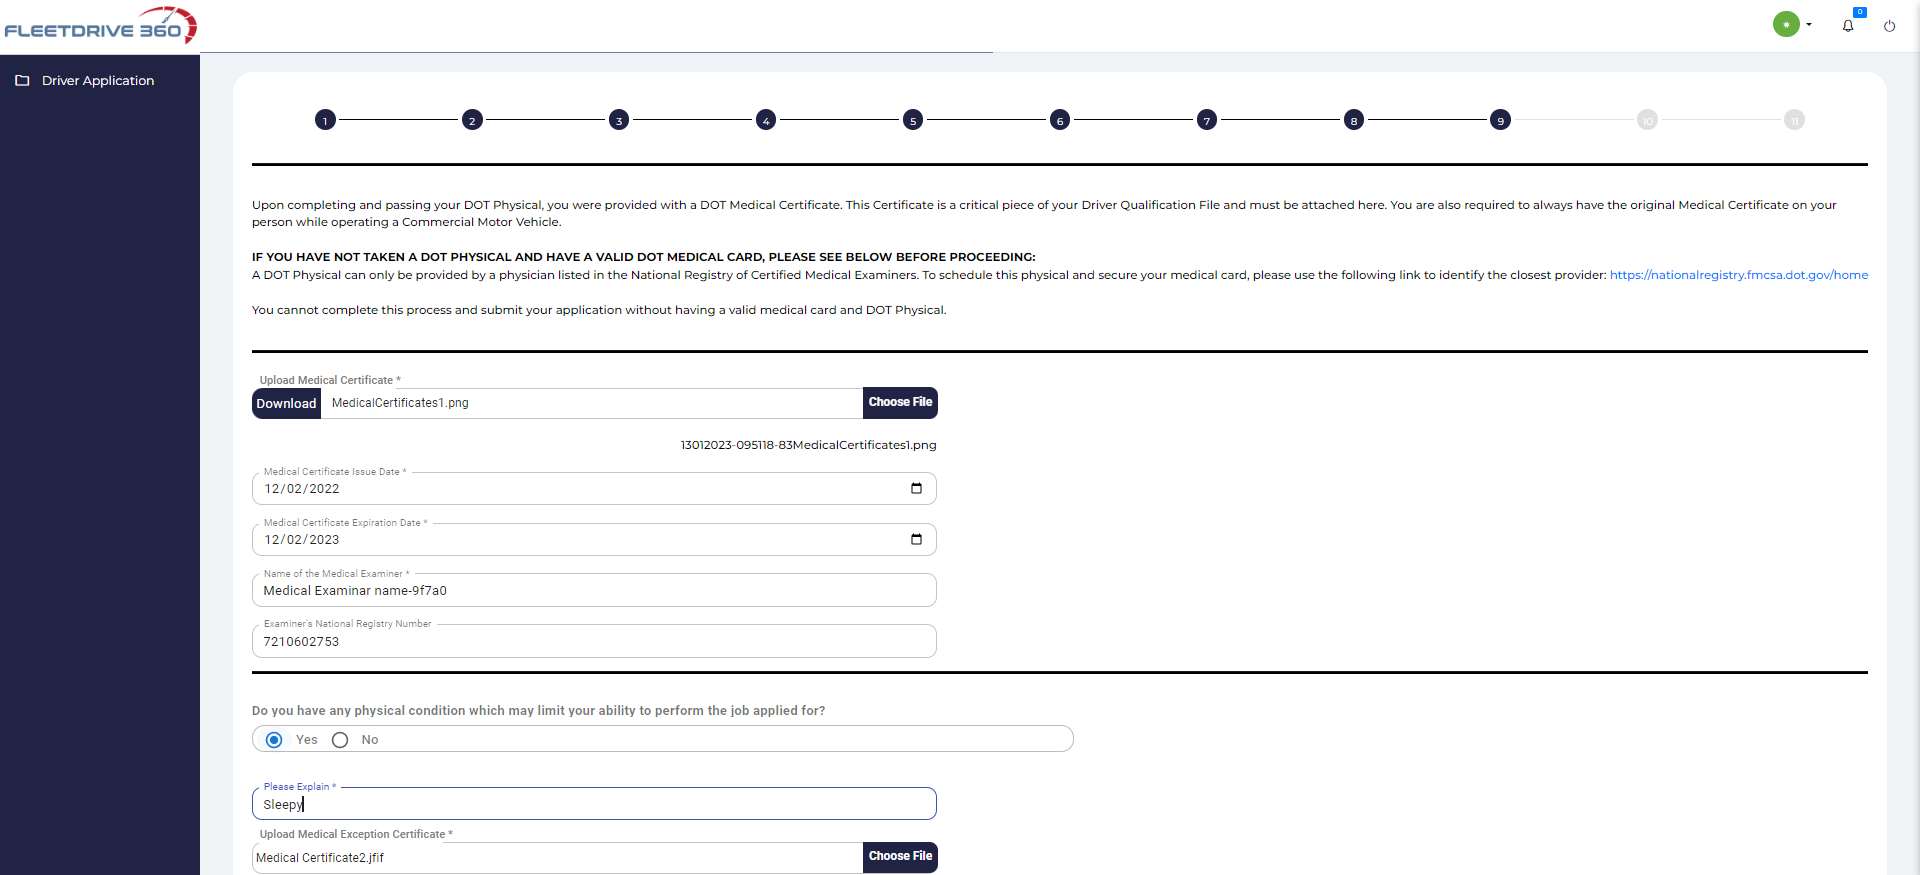 FLEETDRIVE 360
0
Driver Application
1 2 3 4 5 6 7 8 9 10 11
Upon completing and passing your DOT Physical, you were provided with a DOT Medical Certificate. This Certificate is a critical piece of your Driver Qualification File and must be attached here. You are also required to always have the original Medical Certificate on your
person while operating a Commercial Motor Vehicle.
IF YOU HAVE NOT TAKEN A DOT PHYSICAL AND HAVE A VALID DOT MEDICAL CARD, PLEASE SEE BELOW BEFORE PROCEEDING:
A DOT Physical can only be provided by a physician listed in the National Registry of Certified Medical Examiners. To schedule this physical and secure your medical card, please use the following link to identify the closest provider: https://nationalregistry.fmcsa.dot.gov/home
You cannot complete this process and submit your application without having a valid medical card and DOT Physical.
Upload Medical Certificate *
Download MedicalCertificates1.png Choose File
13012023-095118-83MedicalCertificates1.png
Medical Certificate Issue Date *
12/02/2022
Medical Certificate Expiration Date *
12/02/2023
Name of the Medical Examiner *
Medical Examinar name-9f7a0
Examiner's National Registry Number
7210602753
Do you have any physical condition which may limit your ability to perform the job applied for?
Yes No
Please Explain *
Sleepy
Upload Medical Exception Certificate *
Medical Certificate2.jfif Choose File